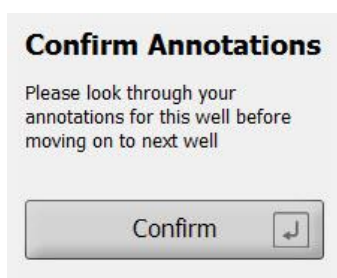 Confirm Annotations
Please look through your
annotations for this well before
moving on to next well
Confirm